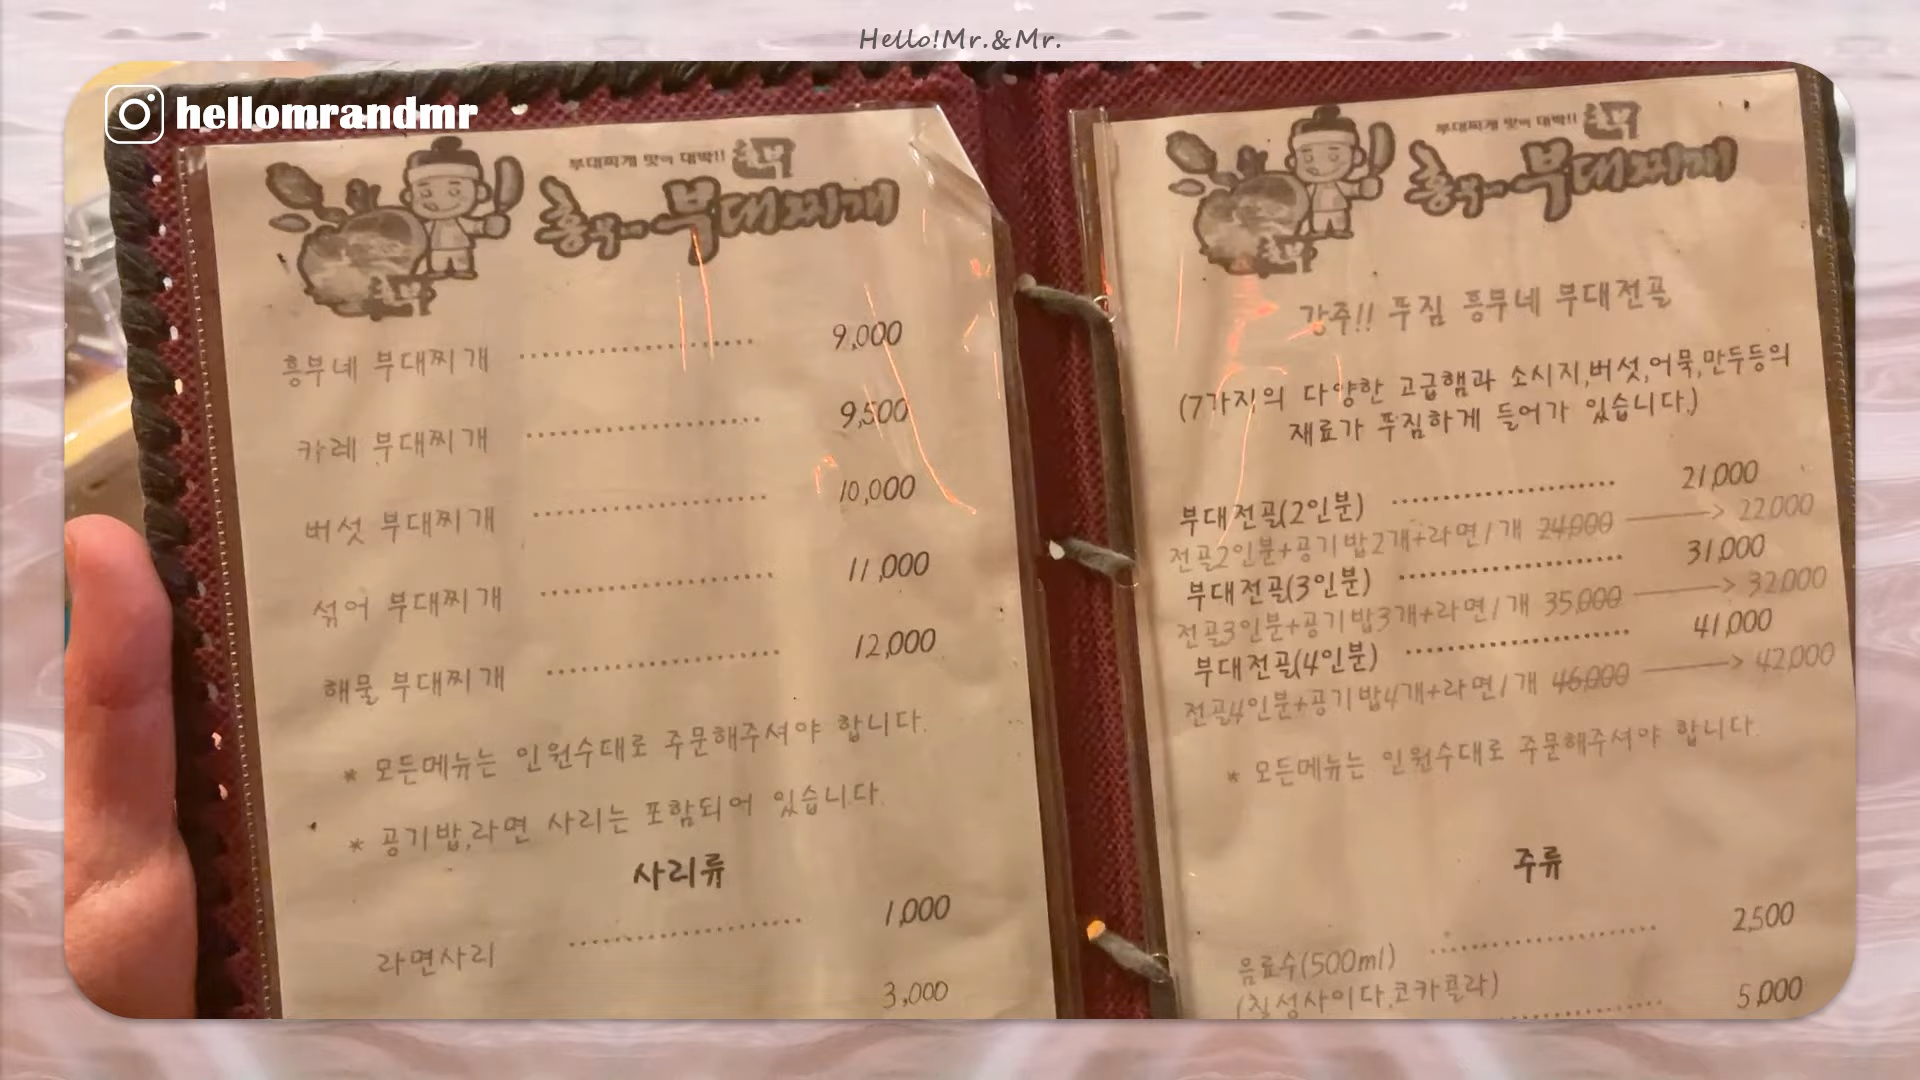 Hello!Mr.&Mr.
hellomrandmr
부대찌개 맛이 대박!! 흥부
흥부네 부대찌개
흥부
흥부네 부대찌개 9,000
카레 부대찌개 9,500
버섯 부대찌개 10,000
섞어 부대찌개 11,000
해물 부대찌개 12,000
* 모든메뉴는 인원수대로 주문해주셔야 합니다.
* 공기밥,라면 사리는 포함되어 있습니다.
사리류
라면사리 1,000
3,000
부대찌개 맛이 대박!! 흥부
흥부네 부대찌개
흥부
강추!! 푸짐 흥부네 부대전골
(7가지의 다양한 고급햄과 소시지,버섯,어묵,만두등의
재료가 푸짐하게 들어가 있습니다.)
부대전골(2인분) 21,000
전골2인분+공기밥2개+라면1개 24,000 → 22,000
부대전골(3인분) 31,000
전골3인분+공기밥3개+라면1개 35,000 → 32,000
부대전골(4인분) 41,000
전골4인분+공기밥4개+라면1개 46,000 → 42,000
* 모든메뉴는 인원수대로 주문해주셔야 합니다.
주류
음료수(500ml) 2,500
(칠성사이다,코카콜라)
5,000